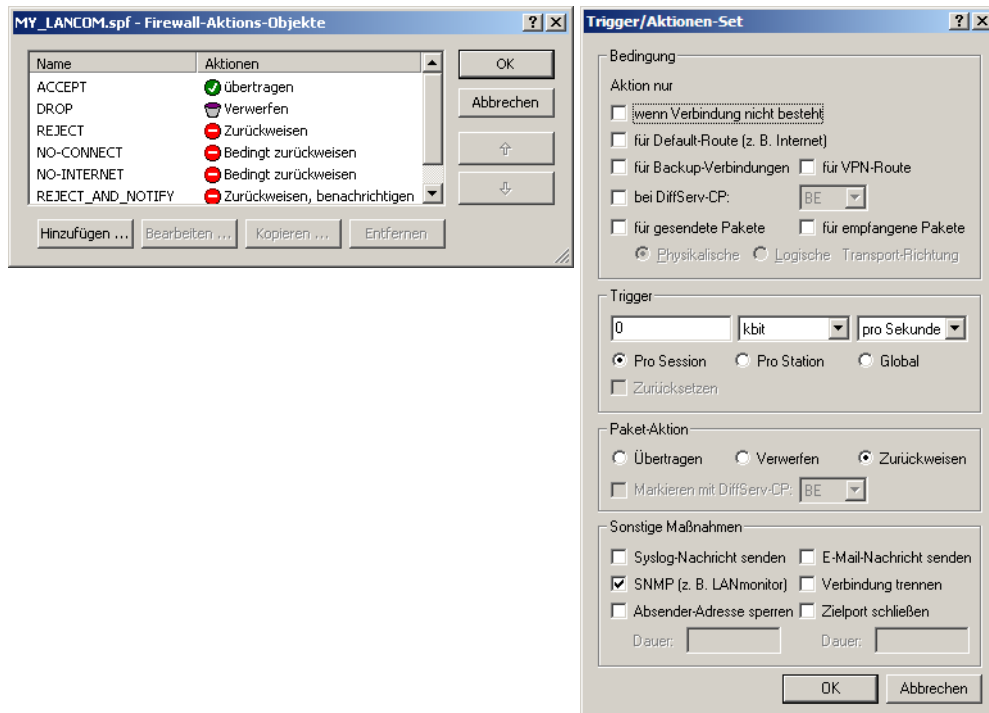 MY_LANCOM.spf - Firewall-Aktions-Objekte
Name Aktionen
ACCEPT übertragen
DROP Verwerfen
REJECT Zurückweisen
NO-CONNECT Bedingt zurückweisen
NO-INTERNET Bedingt zurückweisen
REJECT_AND_NOTIFY Zurückweisen, benachrichtigen
OK
Abbrechen
Hinzufügen ... Bearbeiten ... Kopieren ... Entfernen
Trigger/Aktionen-Set
Bedingung
Aktion nur
wenn Verbindung nicht besteht
für Default-Route (z. B. Internet)
für Backup-Verbindungen für VPN-Route
bei DiffServ-CP: BE
für gesendete Pakete für empfangene Pakete
Physikalische Logische Transport-Richtung
Trigger
0 kbit pro Sekunde
Pro Session Pro Station Global
Zurücksetzen
Paket-Aktion
Übertragen Verwerfen Zurückweisen
Markieren mit DiffServ-CP: BE
Sonstige Maßnahmen
Syslog-Nachricht senden E-Mail-Nachricht senden
SNMP (z. B. LANmonitor) Verbindung trennen
Absender-Adresse sperren Zielport schließen
Dauer: Dauer:
OK Abbrechen